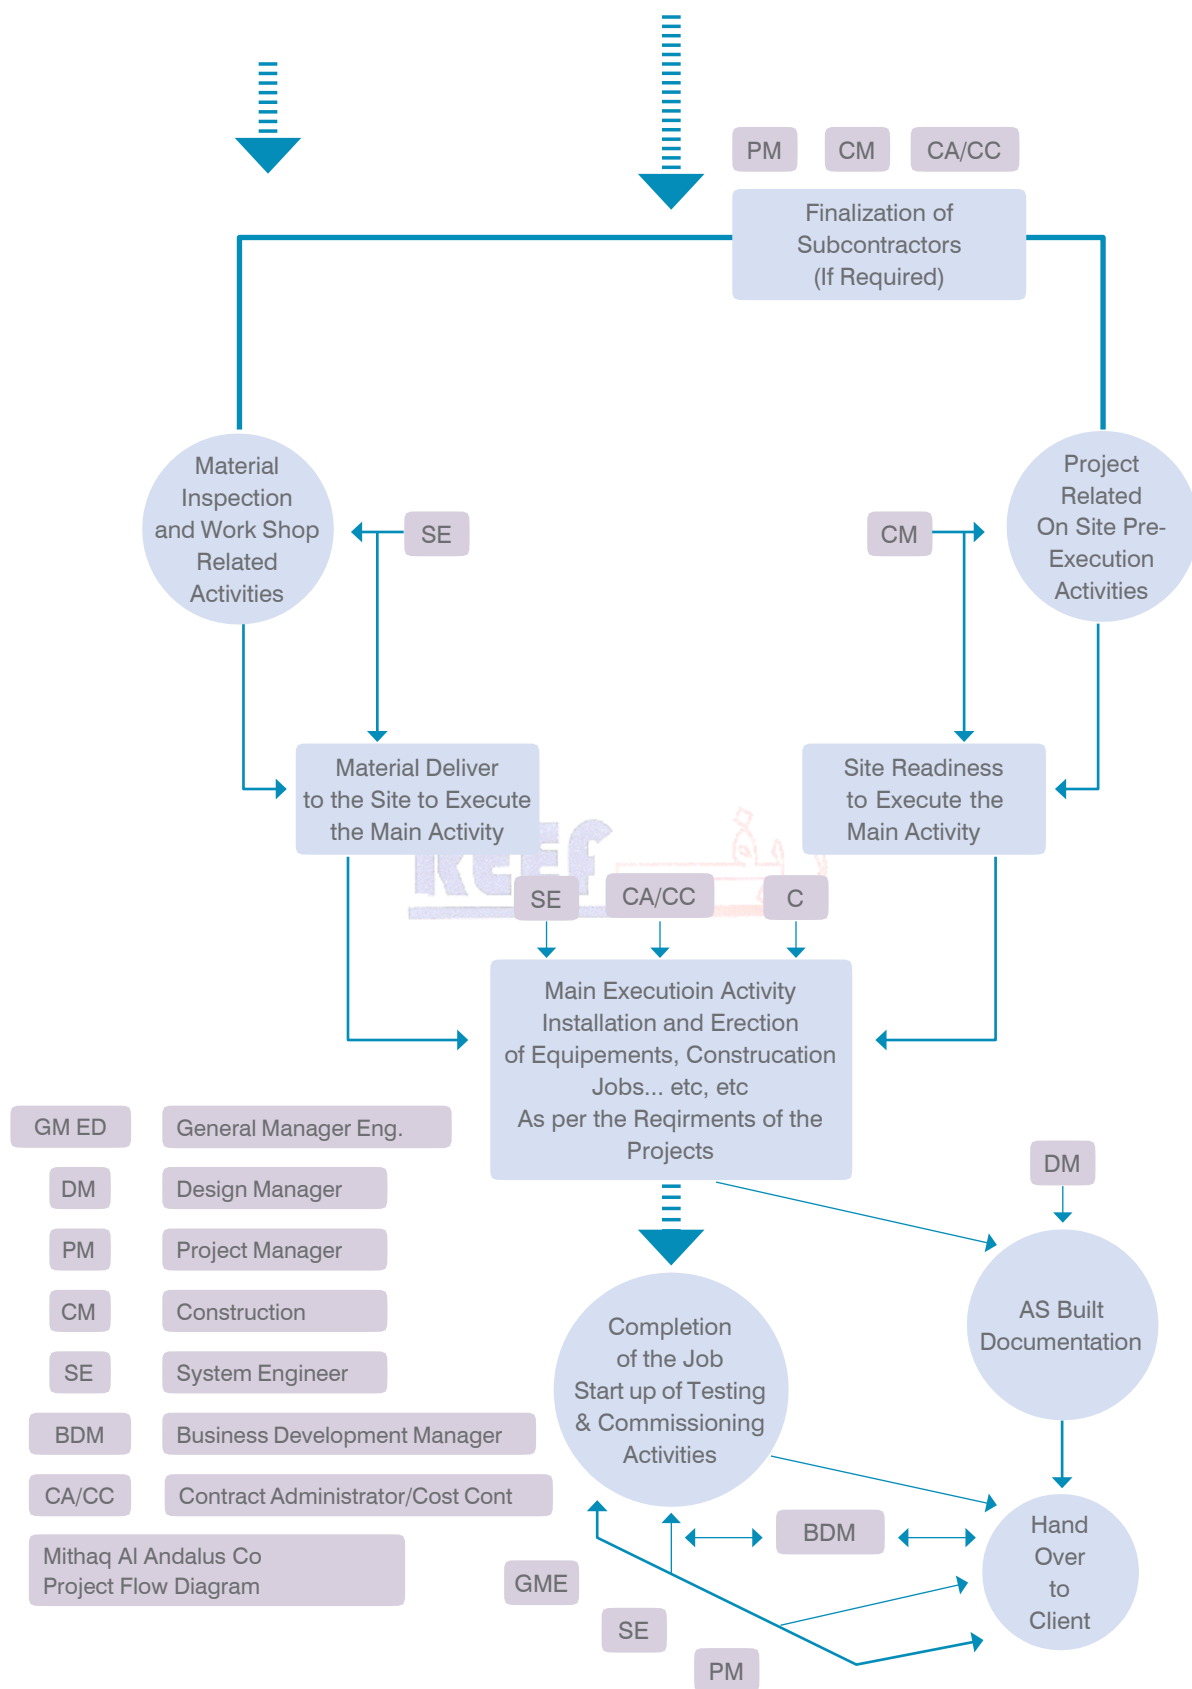 PM
CM
CA/CC
Finalization of
Subcontractors
(If Required)
Material
Inspection
and Work Shop
Related
Activities
SE
CM
Project
Related
On Site Pre-
Execution
Activities
Material Deliver
to the Site to Execute
the Main Activity
Site Readiness
to Execute the
Main Activity
REEF
SE
CA/CC
C
Main Executioin Activity
Installation and Erection
of Equipements, Construcation
Jobs... etc, etc
As per the Reqirments of the
Projects
GM ED
General Manager Eng.
DM
Design Manager
PM
Project Manager
CM
Construction
SE
System Engineer
BDM
Business Development Manager
CA/CC
Contract Administrator/Cost Cont
Mithaq Al Andalus Co
Project Flow Diagram
DM
AS Built
Documentation
Completion
of the Job
Start up of Testing
& Commissioning
Activities
BDM
Hand
Over
to
Client
GME
SE
PM